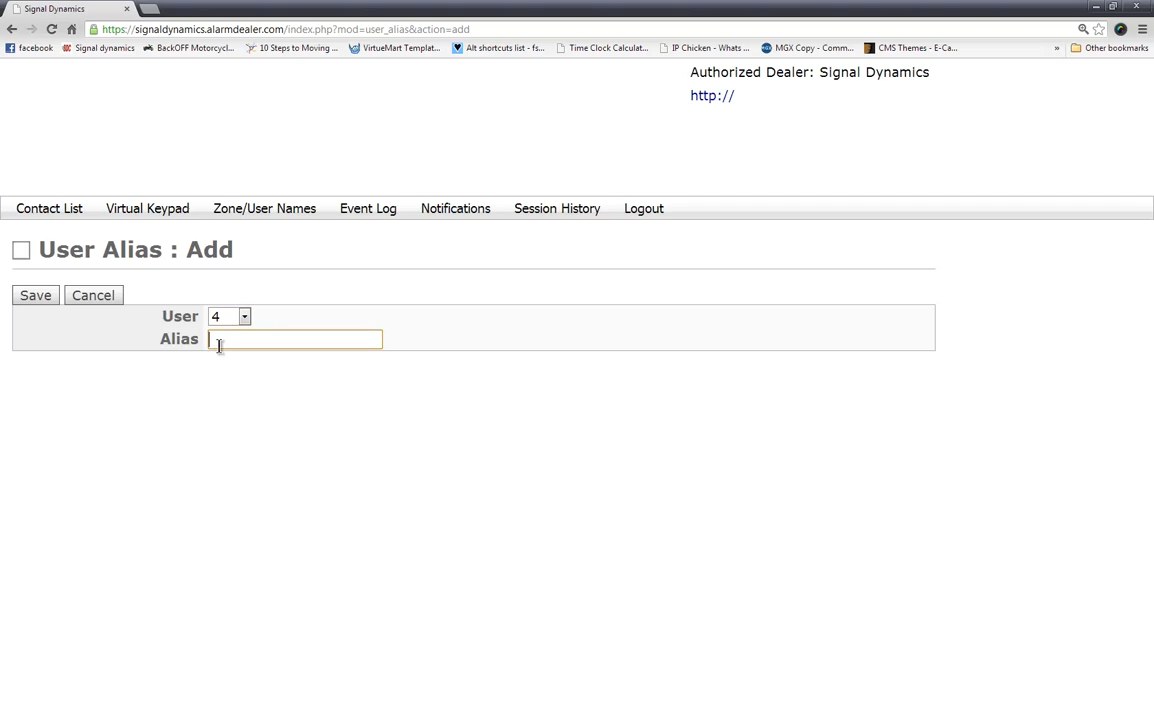 Signal Dynamics
https://signaldynamics.alarmdealer.com/index.php?mod=user_alias&action=add
facebook Signal dynamics BackOFF Motorcycl... 10 Steps to Moving ... VirtueMart Templat... Alt shortcuts list - fs... Time Clock Calculat... IP Chicken - Whats ... MGX Copy - Comm... CMS Themes - E-Ca... » Other bookmarks
Authorized Dealer: Signal Dynamics
http://
Contact List Virtual Keypad Zone/User Names Event Log Notifications Session History Logout
User Alias : Add
Save Cancel
User 4
Alias